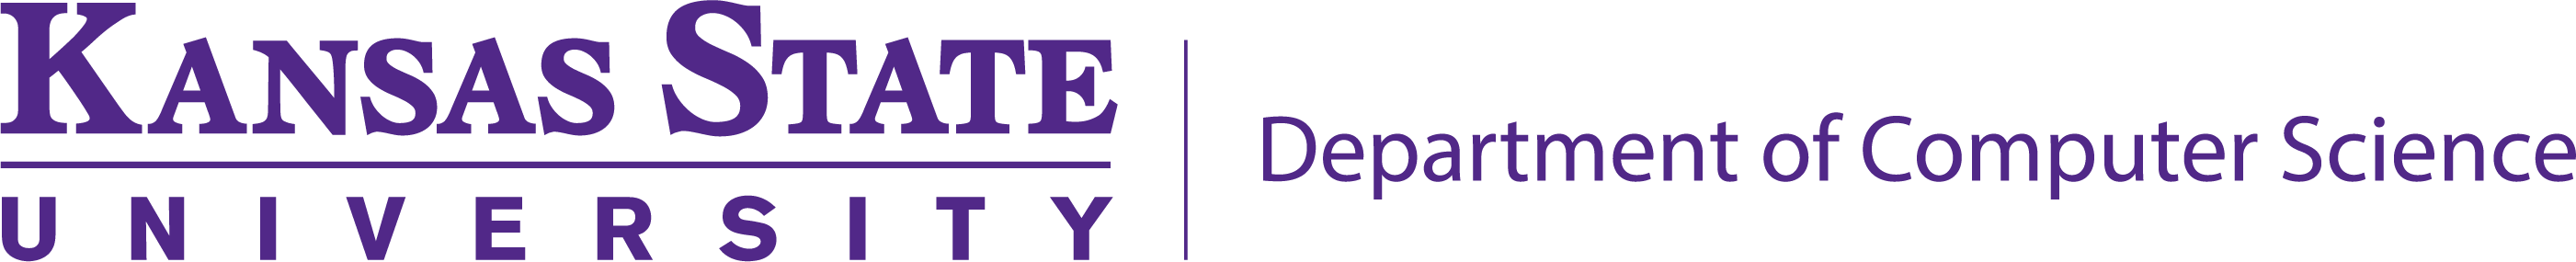 KANSAS STATE
UNIVERSITY
Department of Computer Science